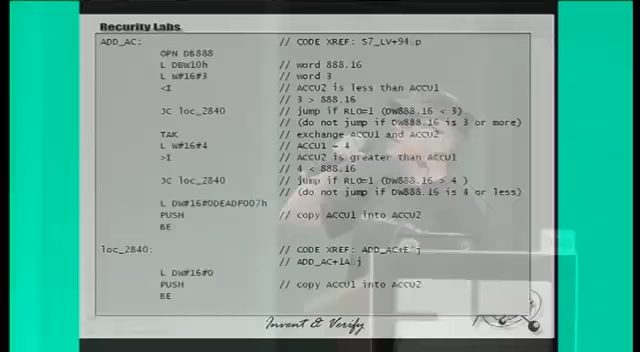 Recurity Labs
ADD_AC: // CODE XREF: S7_LV+94 p
OPN DB888
L DBW10h // word 888.16
L W#16#3 // word 3
<I // ACCU2 is less than ACCU1
// 3 > 888.16
JC loc_2840 // jump if RLO=1 (DW888.16 < 3)
// (do not jump if DW888.16 is 3 or more)
TAK // exchange ACCU1 and ACCU2
L W#16#4 // ACCU1 = 4
>I // ACCU2 is greater than ACCU1
// 4 < 888.16
JC loc_2840 // jump if RLO=1 (DW888.16 > 4 )
// (do not jump if DW888.16 is 4 or less)
L DW#16#0DEADF007h
PUSH // copy ACCU1 into ACCU2
BE
loc_2840: // CODE XREF: ADD_AC+E j
// ADD_AC+1A j
L DW#16#0
PUSH // copy ACCU1 into ACCU2
BE
Invent & Verify